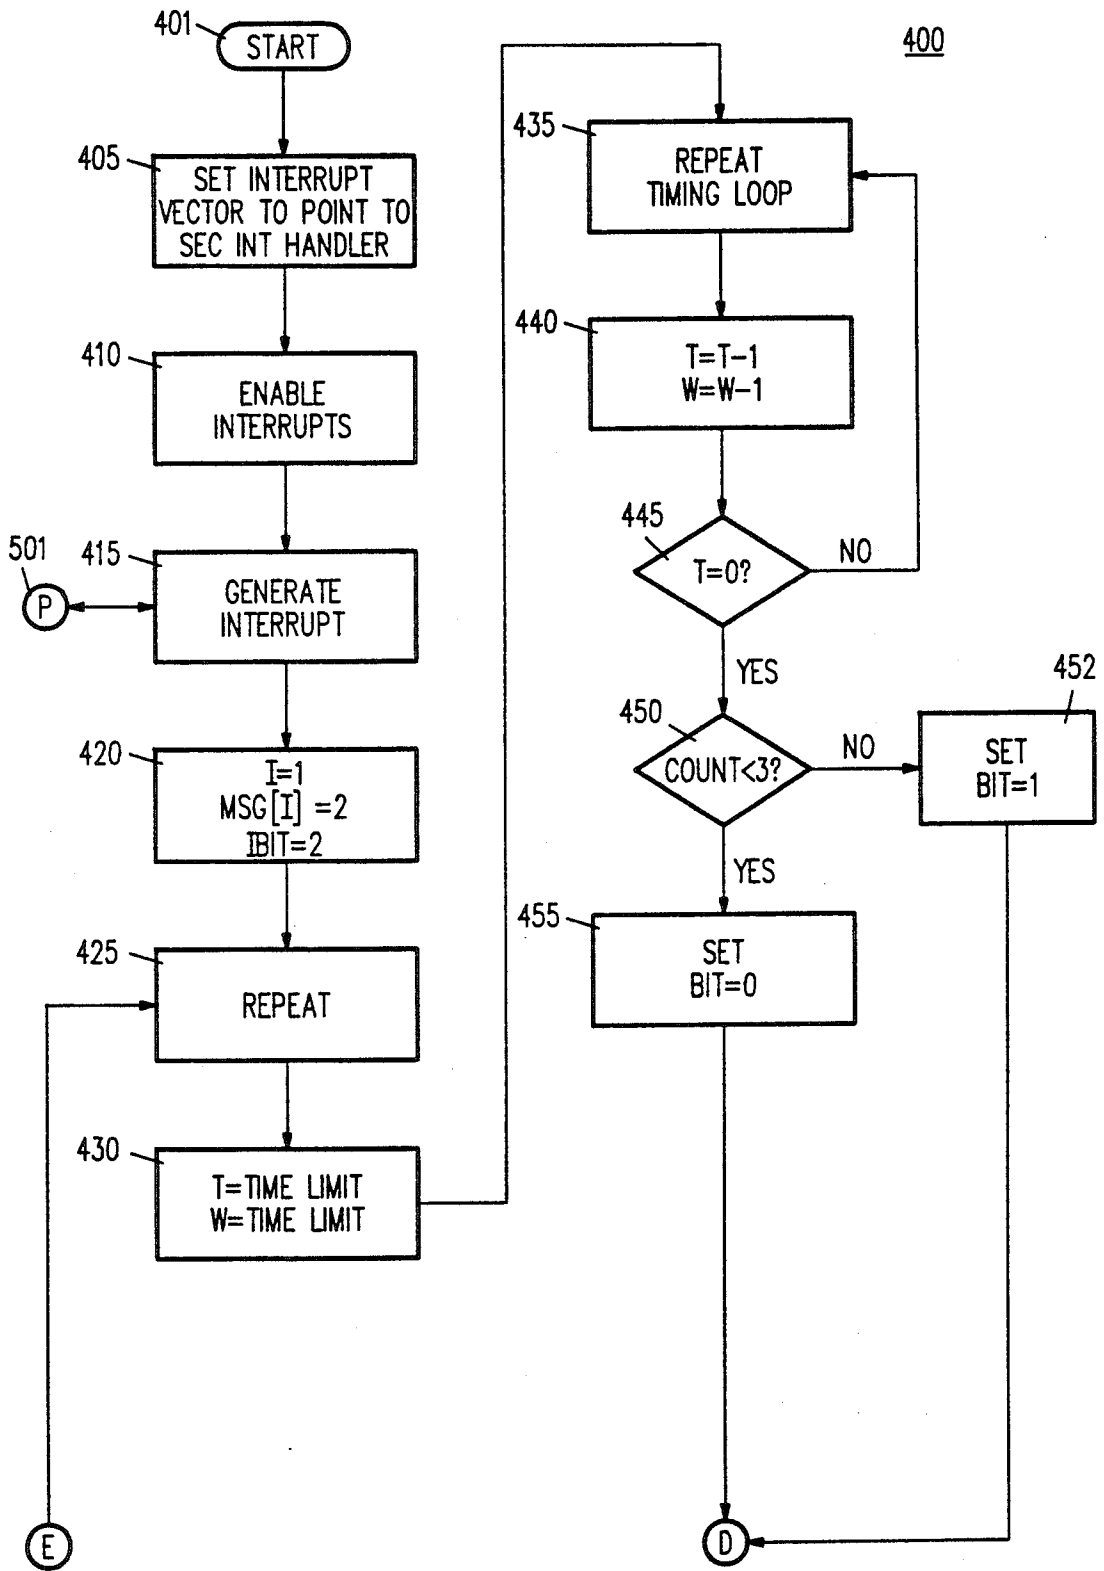 401
START
405
SET INTERRUPT
VECTOR TO POINT TO
SEC INT HANDLER
410
ENABLE
INTERRUPTS
501
P
415
GENERATE
INTERRUPT
420
I=1
MSG[I] =2
IBIT=2
425
REPEAT
430
T=TIME LIMIT
W=TIME LIMIT
E
400
435
REPEAT
TIMING LOOP
440
T=T-1
W=W-1
445
T=0?
NO
YES
450
COUNT<3?
NO
452
SET
BIT=1
YES
455
SET
BIT=0
D